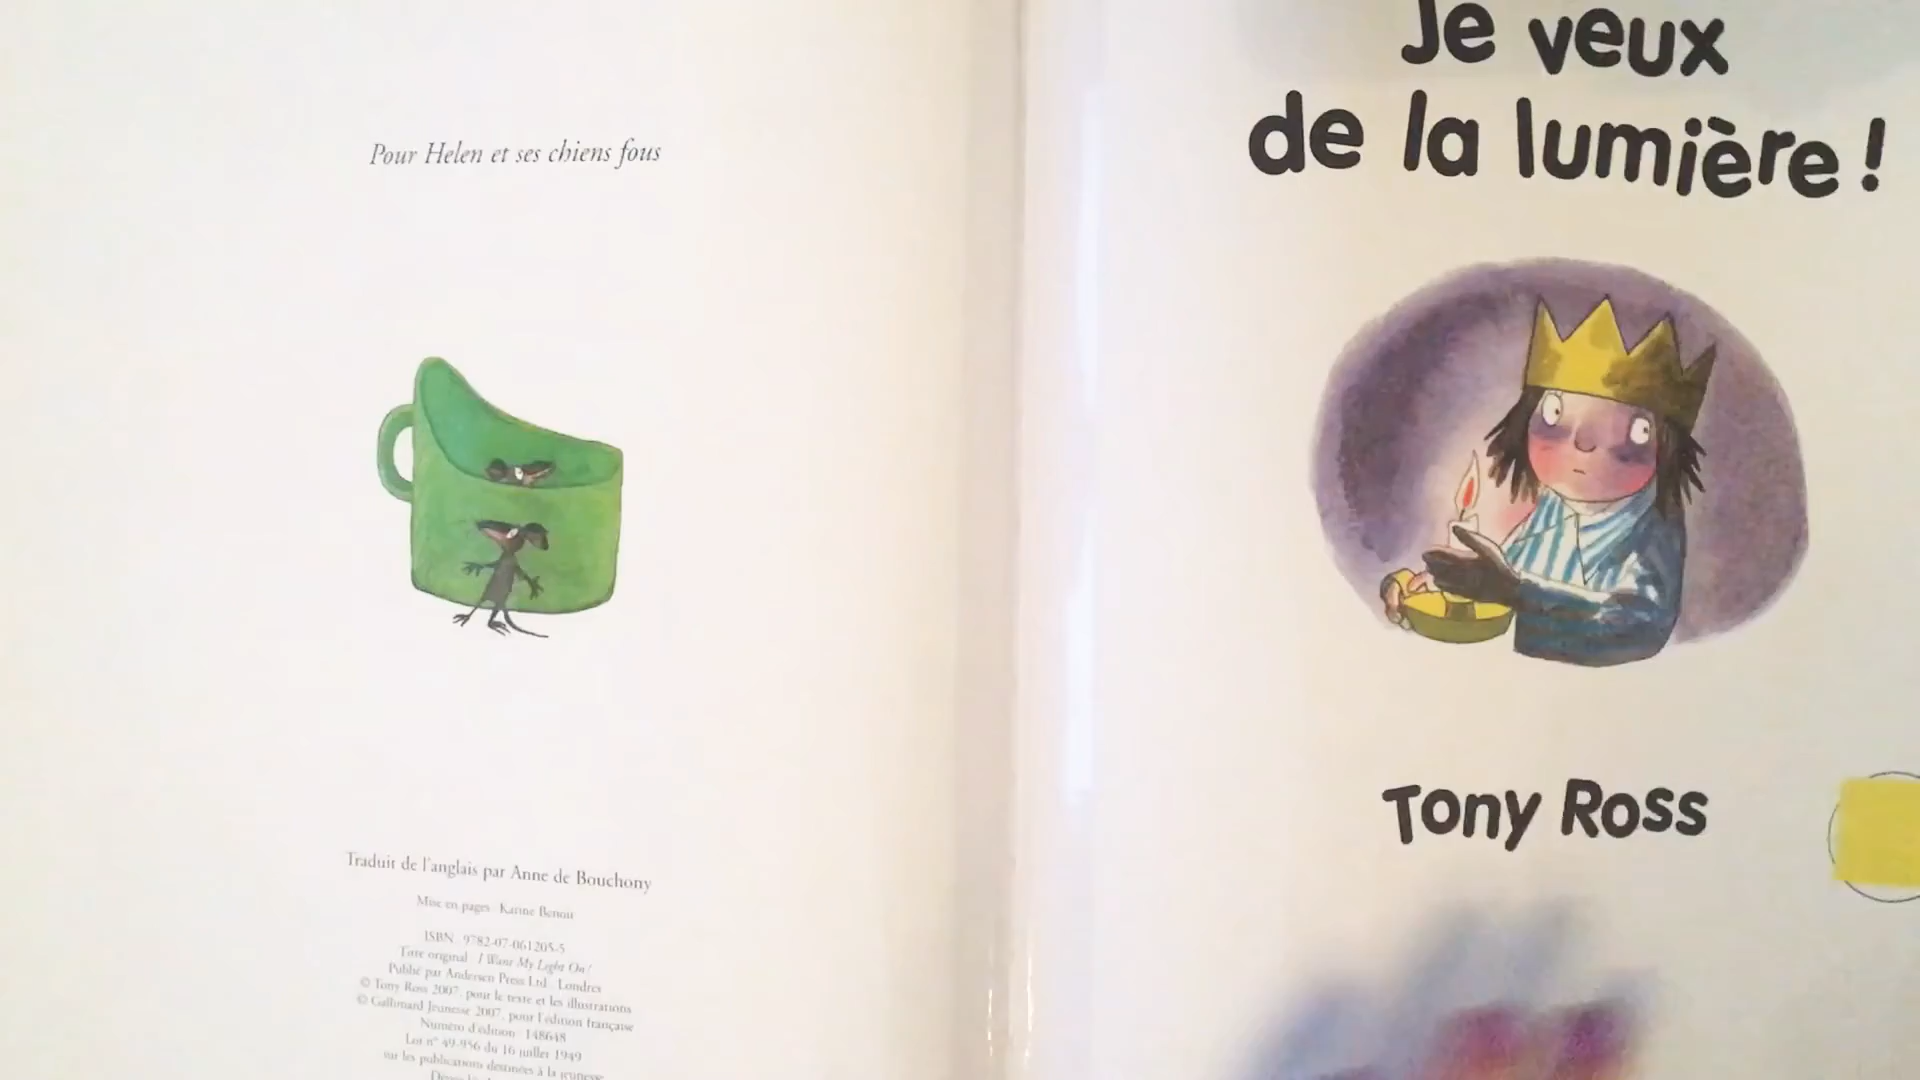 Pour Helen et ses chiens fous
Traduit de l'anglais par Anne de Bouchony
Mise en pages : Karine Benoit
ISBN : 9782-07-061205-5
Titre original : I Want My Light On!
Publié par Andersen Press Ltd., Londres
© Tony Ross 2007, pour le texte et les illustrations
© Gallimard Jeunesse 2007, pour l'édition française
Numéro d'édition : 148648
Loi n° 49-956 du 16 juillet 1949
sur les publications destinées à la jeunesse
Je veux
de la lumière !
Tony Ross